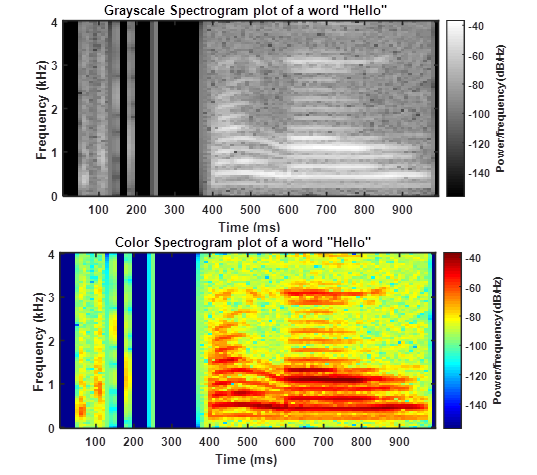 Grayscale Spectrogram plot of a word "Hello"
Frequency (kHz)
4
3
2
1
0
100 200 300 400 500 600 700 800 900
Time (ms)
-40
-60
-80
-100
-120
-140
Power/frequency(dB/Hz)
Color Spectrogram plot of a word "Hello"
Frequency (kHz)
4
3
2
1
0
100 200 300 400 500 600 700 800 900
Time (ms)
-40
-60
-80
-100
-120
-140
Power/frequency(dB/Hz)